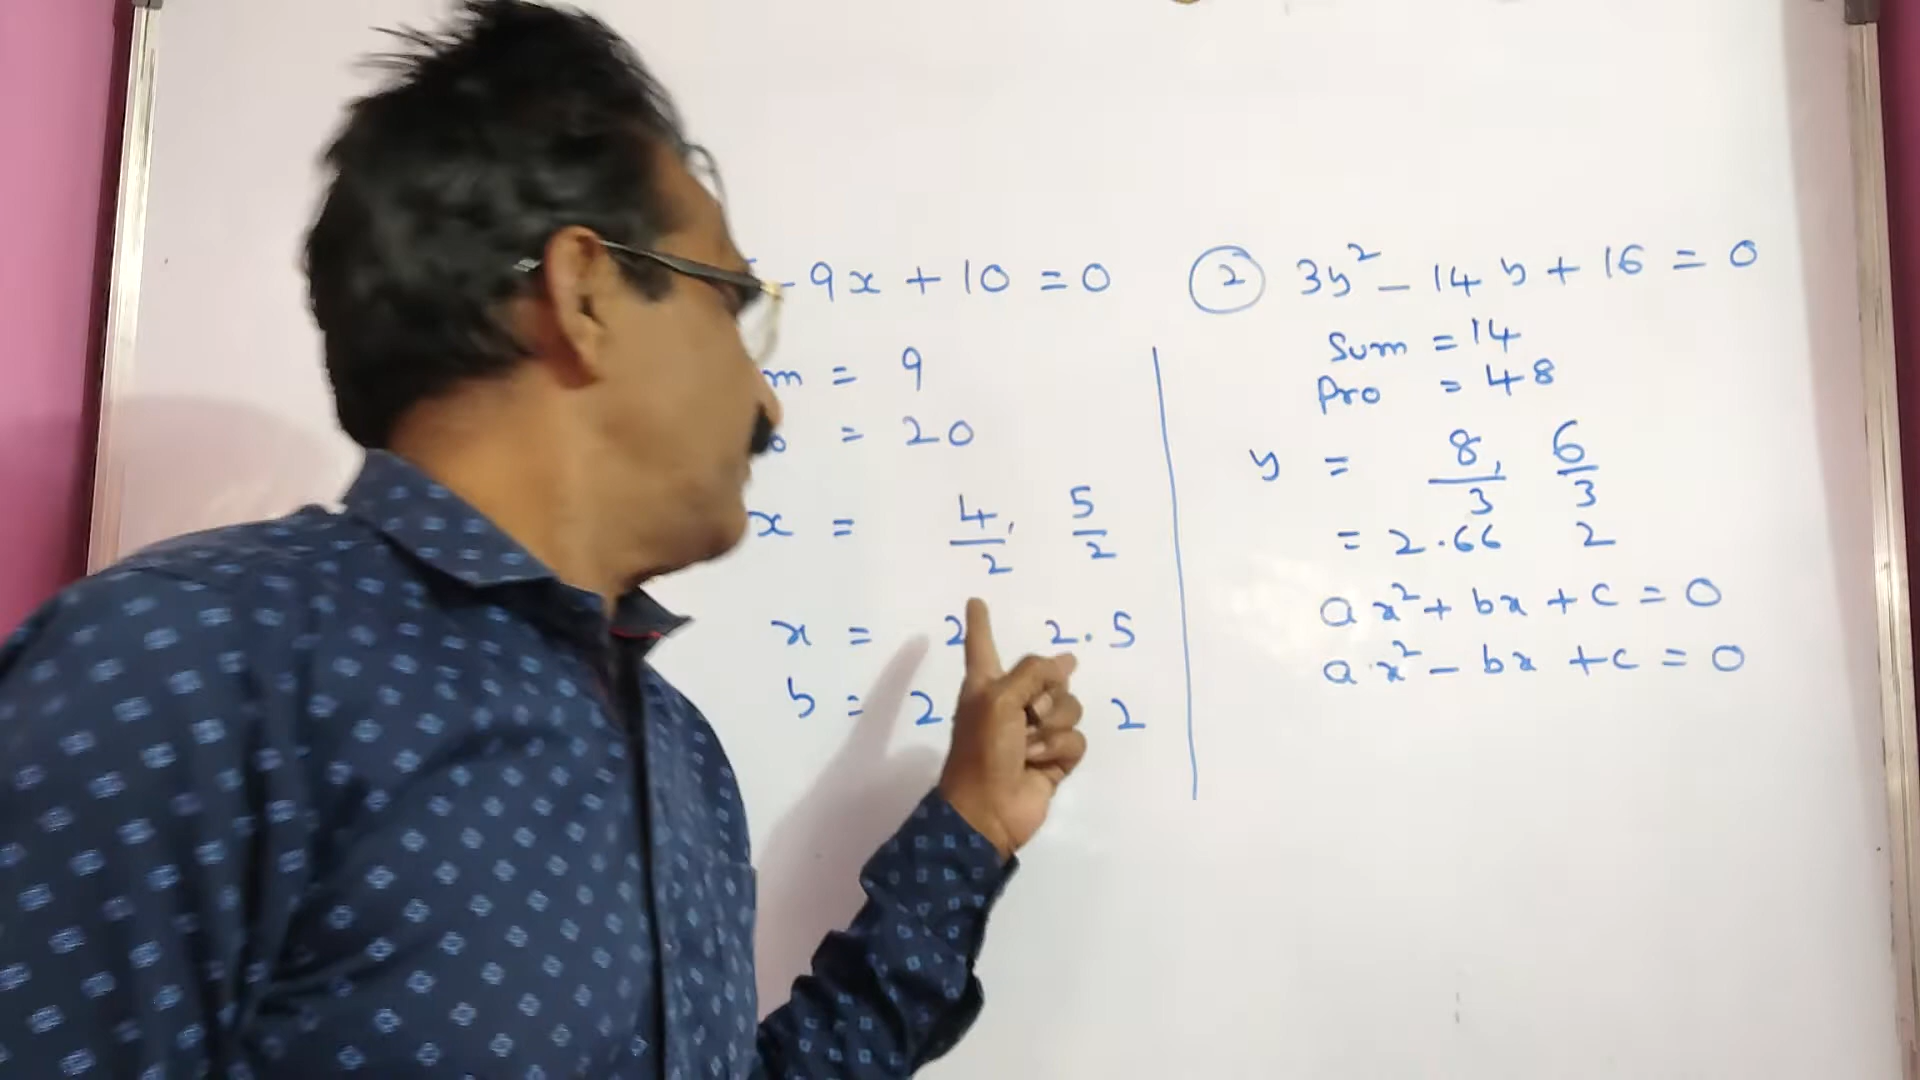 - 9x + 10 = 0
m = 9
= 20
x = 4/2, 5/2
x = 2 2.5
y = 2. 2
② 3y² - 14y + 16 = 0
Sum = 14
Pro = 48
y = 8/3, 6/3
= 2.66 2
ax² + bx + c = 0
ax² - bx + c = 0